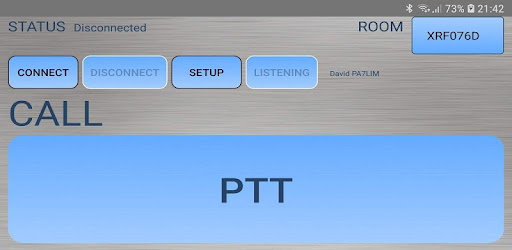 73% 21:42
STATUS Disconnected ROOM XRF076D
CONNECT DISCONNECT SETUP LISTENING David PA7LIM
CALL
PTT